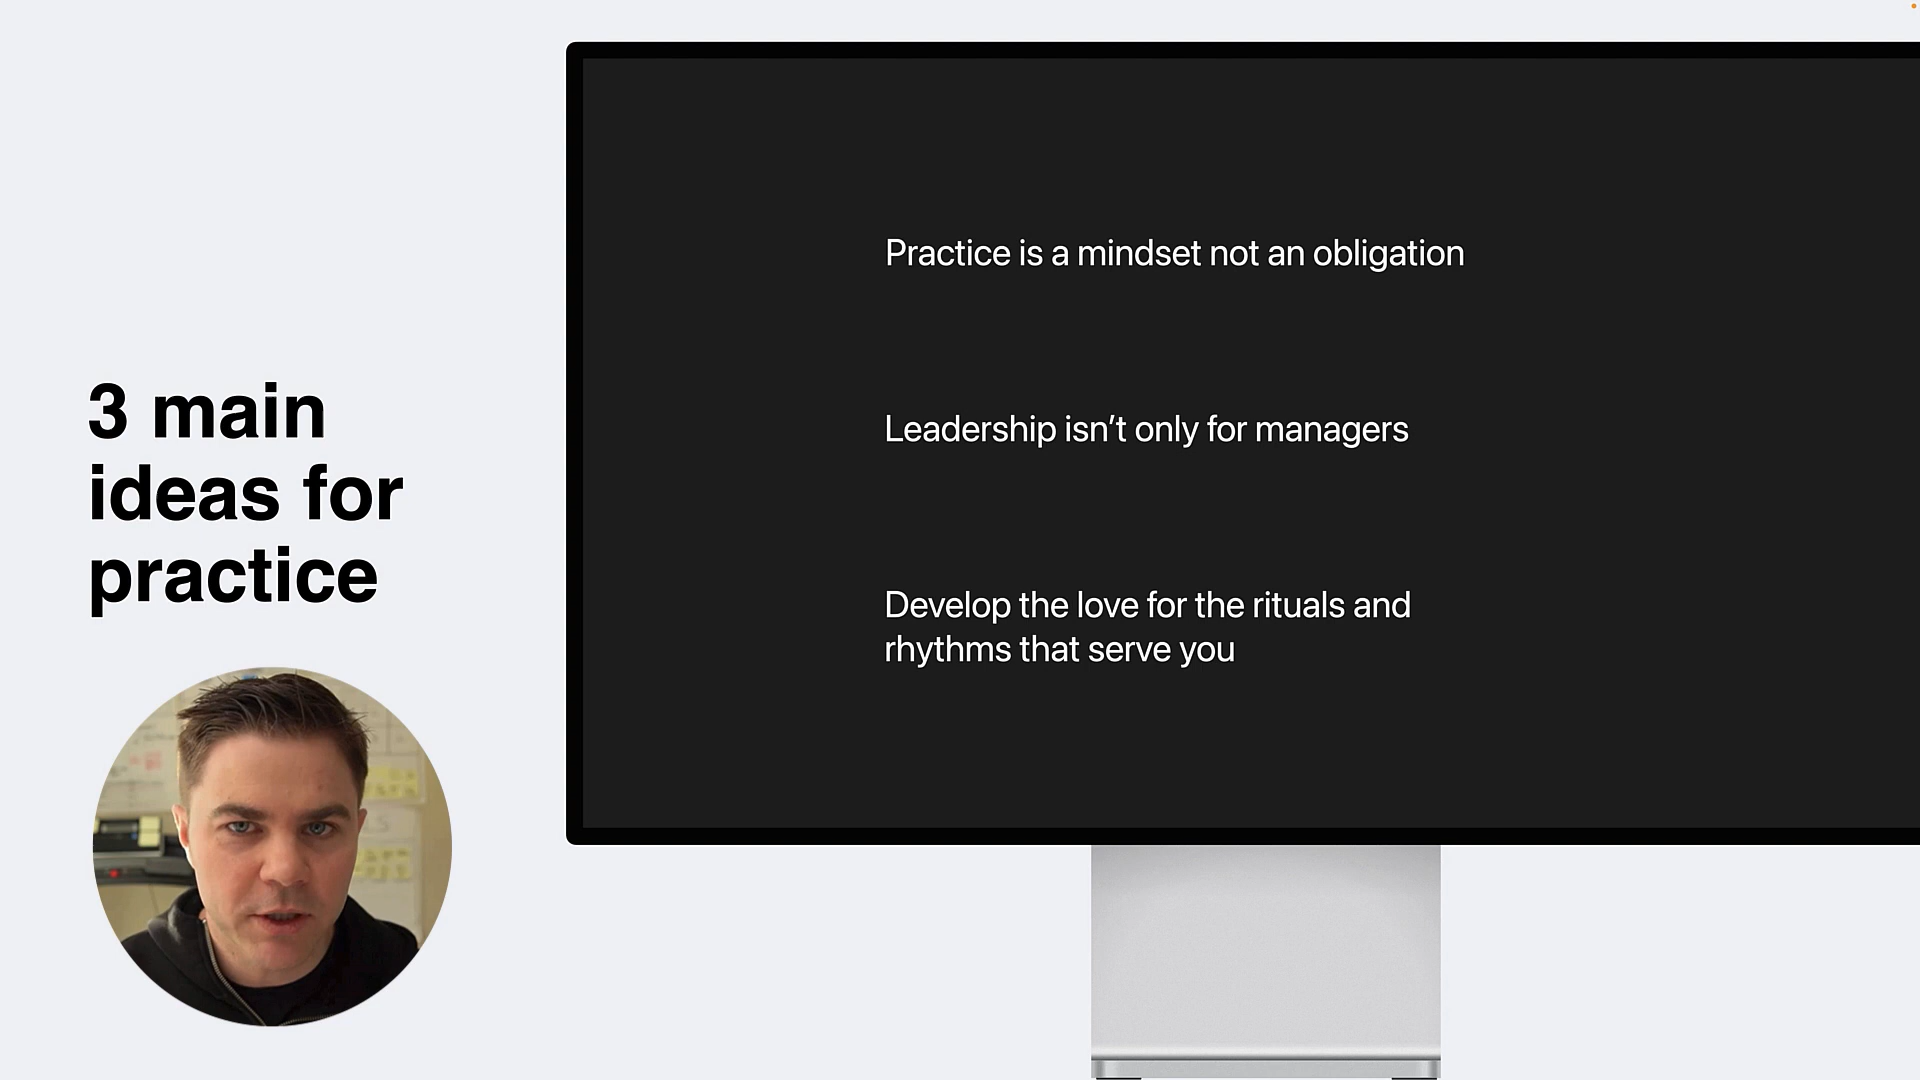 3 main
ideas for
practice
Practice is a mindset not an obligation
Leadership isn’t only for managers
Develop the love for the rituals and
rhythms that serve you